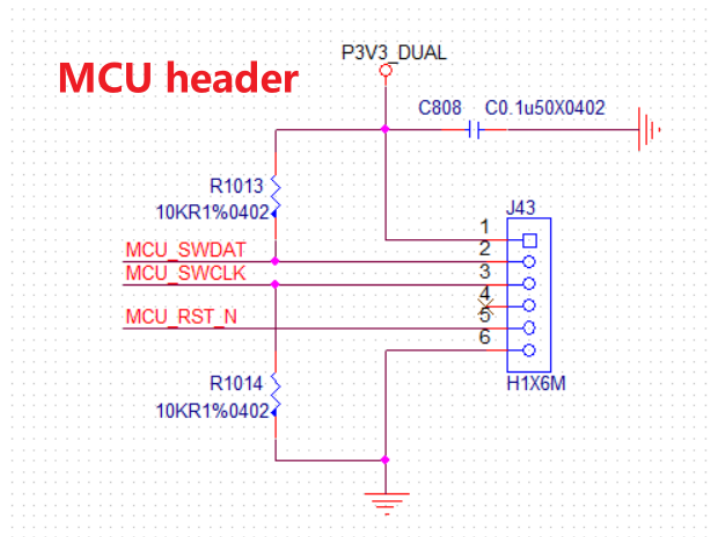 MCU header
P3V3_DUAL
C808 C0.1u50X0402
R1013
10KR1%0402
J43
1
MCU_SWDAT
2
MCU_SWCLK
3
4
MCU_RST_N
5
6
R1014
10KR1%0402
H1X6M